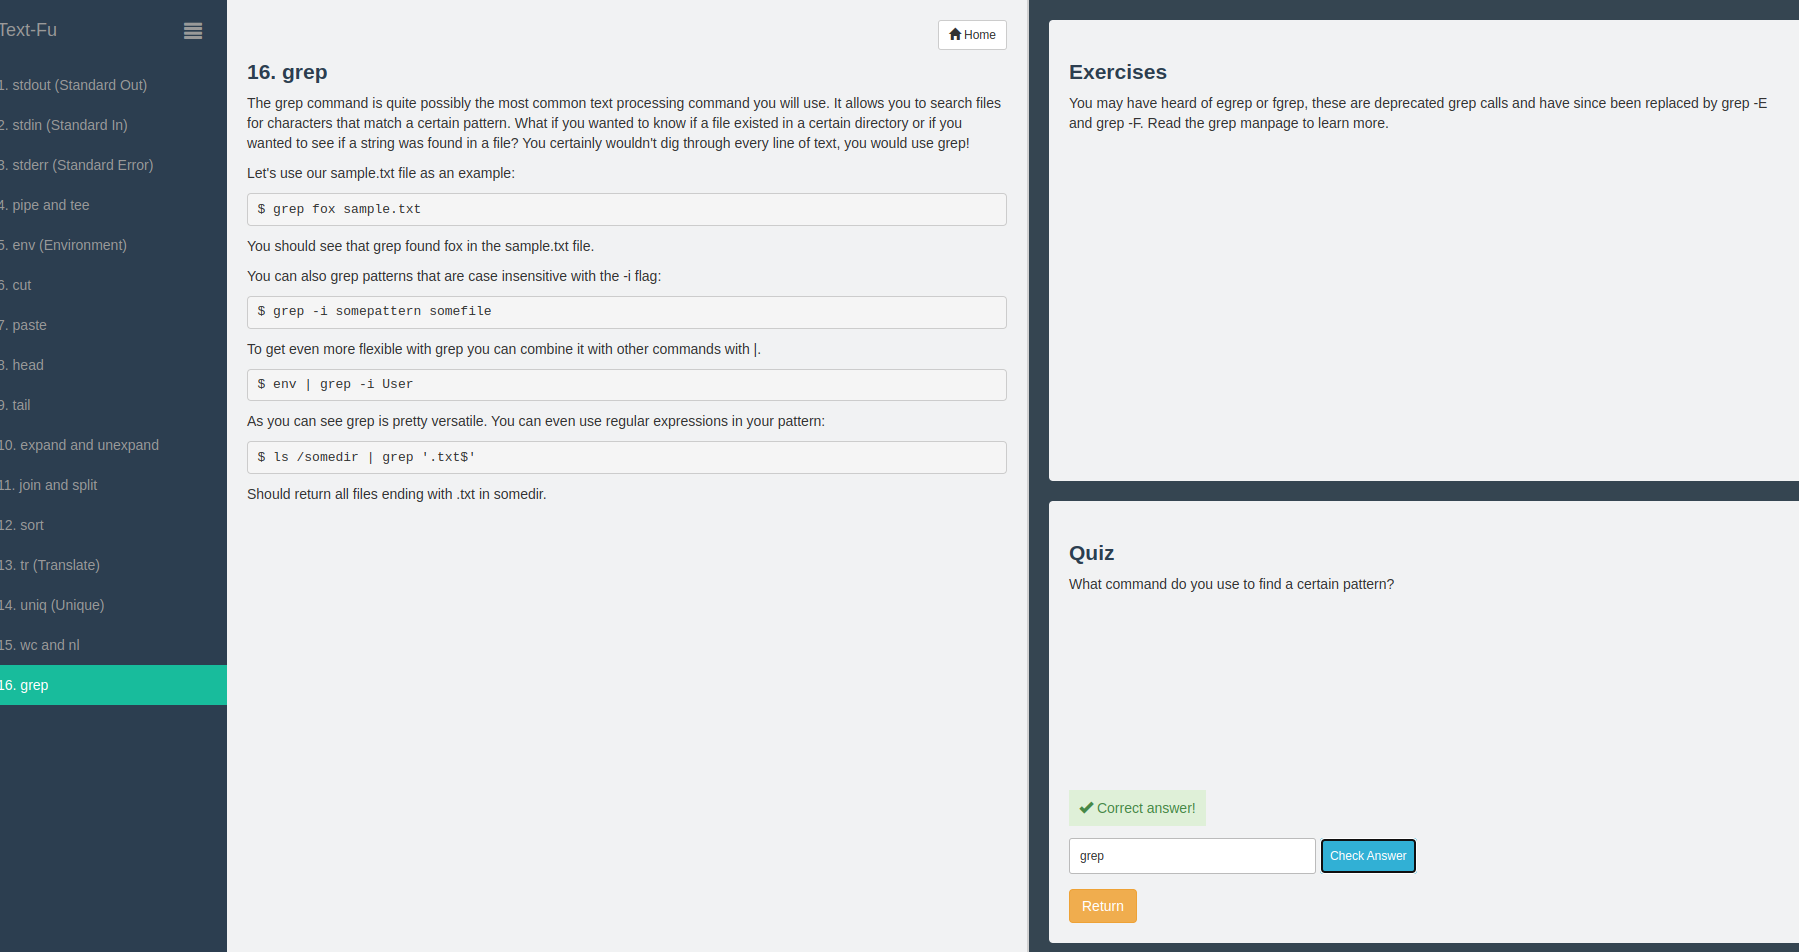 Text-Fu
1. stdout (Standard Out)
2. stdin (Standard In)
3. stderr (Standard Error)
4. pipe and tee
5. env (Environment)
6. cut
7. paste
8. head
9. tail
10. expand and unexpand
11. join and split
12. sort
13. tr (Translate)
14. uniq (Unique)
15. wc and nl
16. grep
Home
16. grep
The grep command is quite possibly the most common text processing command you will use. It allows you to search files
for characters that match a certain pattern. What if you wanted to know if a file existed in a certain directory or if you
wanted to see if a string was found in a file? You certainly wouldn't dig through every line of text, you would use grep!
Let's use our sample.txt file as an example:
$ grep fox sample.txt
You should see that grep found fox in the sample.txt file.
You can also grep patterns that are case insensitive with the -i flag:
$ grep -i somepattern somefile
To get even more flexible with grep you can combine it with other commands with |.
$ env | grep -i User
As you can see grep is pretty versatile. You can even use regular expressions in your pattern:
$ ls /somedir | grep '.txt$'
Should return all files ending with .txt in somedir.
Exercises
You may have heard of egrep or fgrep, these are deprecated grep calls and have since been replaced by grep -E
and grep -F. Read the grep manpage to learn more.
Quiz
What command do you use to find a certain pattern?
Correct answer!
grep
Check Answer
Return